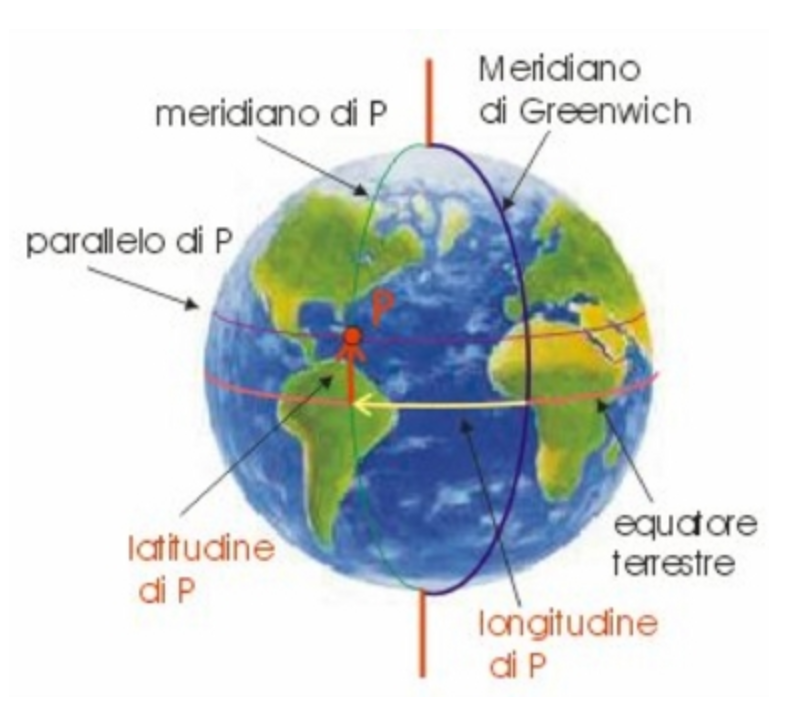 Meridiano
di Greenwich
meridiano di P
parallelo di P
P
latitudine
di P
equatore
terrestre
longitudine
di P